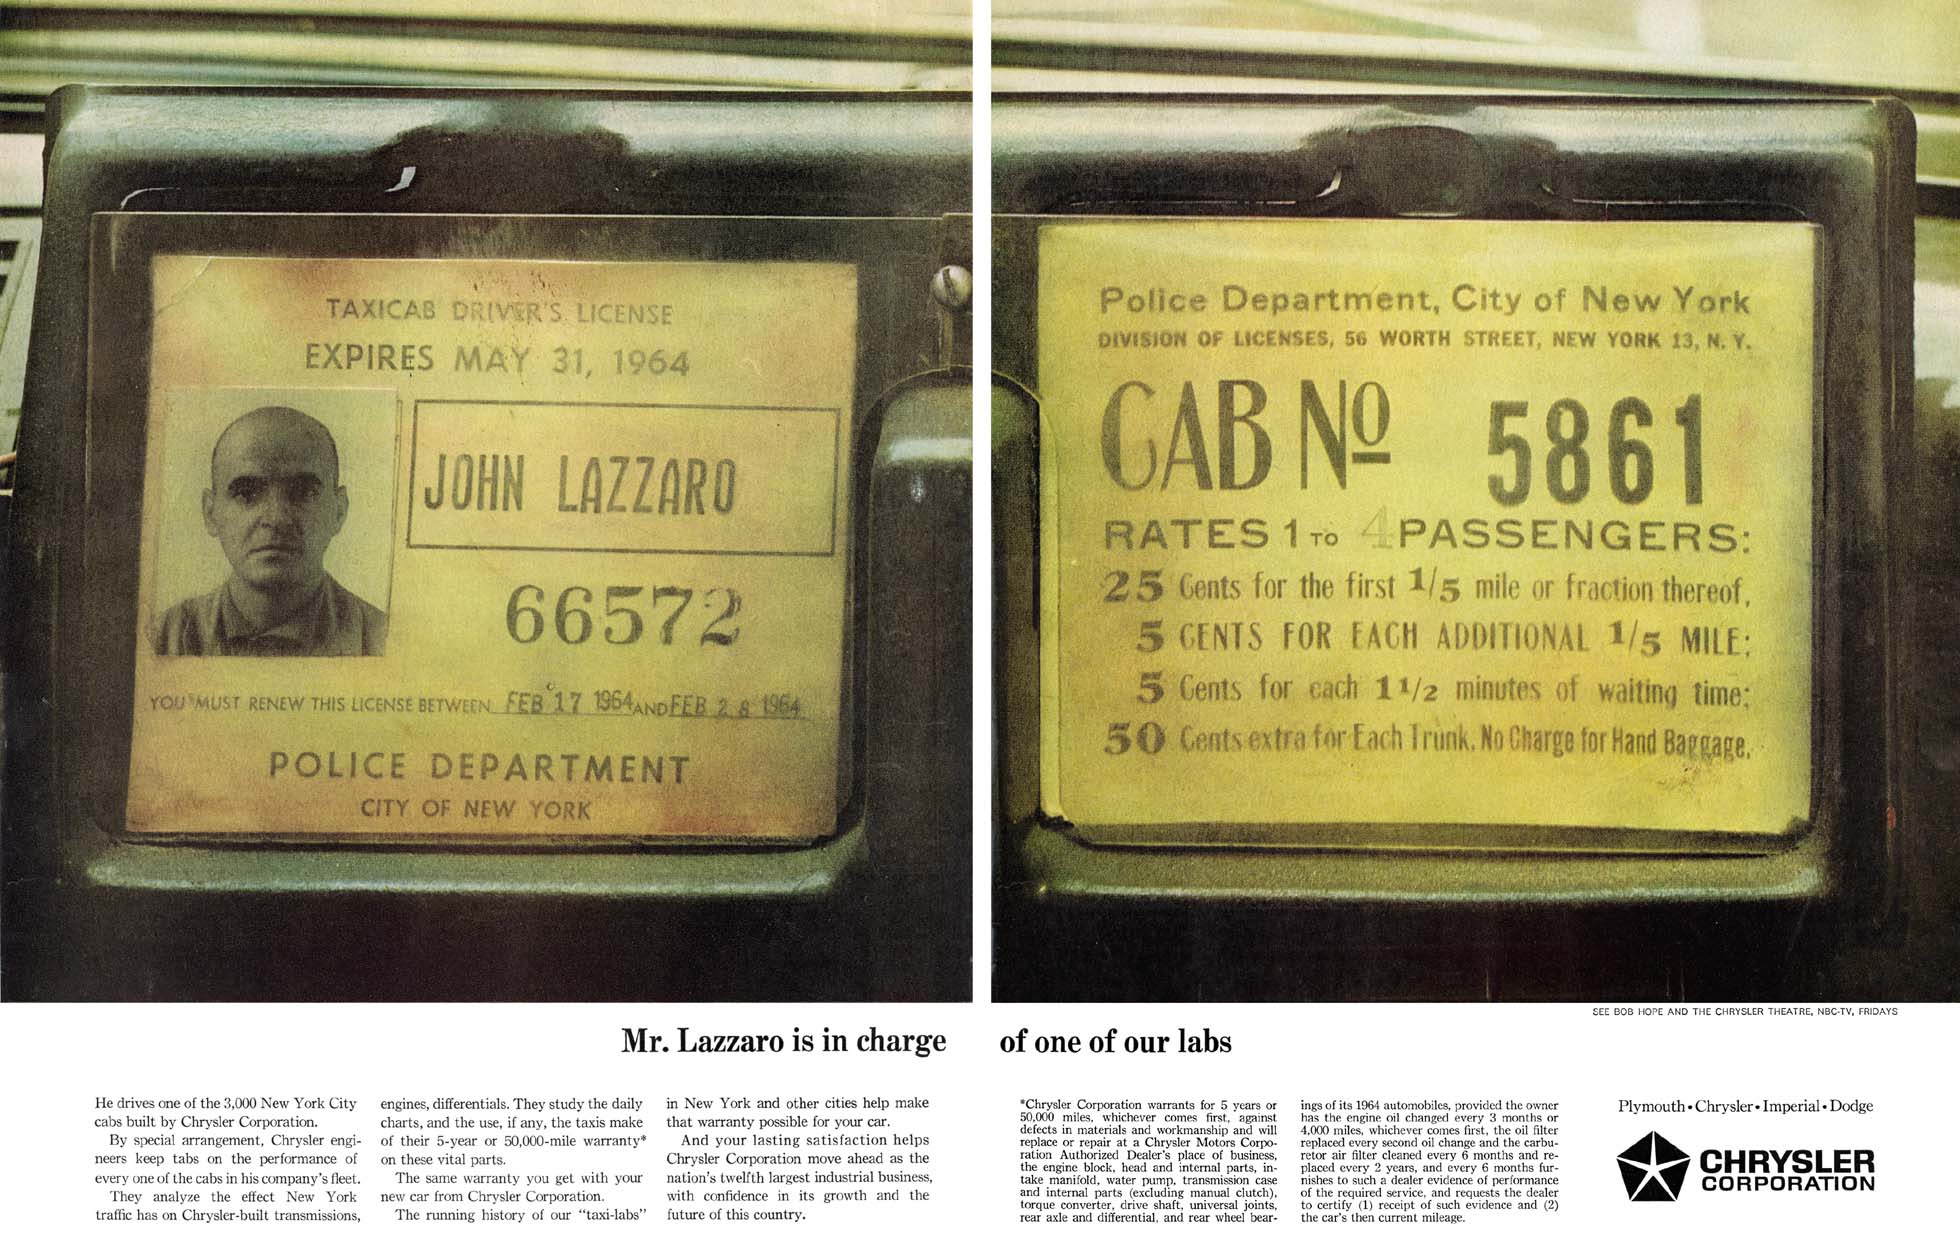 TAXICAB DRIVER'S LICENSE
EXPIRES MAY 31, 1964
JOHN LAZZARO
66572
YOU MUST RENEW THIS LICENSE BETWEEN FEB 17 1964 AND FEB 28 1964
POLICE DEPARTMENT
CITY OF NEW YORK
Police Department, City of New York
DIVISION OF LICENSES, 56 WORTH STREET, NEW YORK 13, N. Y.
CAB No 5861
RATES 1 TO 4 PASSENGERS:
25 Cents for the first 1/5 mile or fraction thereof,
5 CENTS FOR EACH ADDITIONAL 1/5 MILE;
5 Cents for each 1 1/2 minutes of waiting time;
50 Cents extra for Each Trunk, No Charge for Hand Baggage.
SEE BOB HOPE AND THE CHRYSLER THEATRE, NBC-TV, FRIDAYS
Mr. Lazzaro is in charge of one of our labs
He drives one of the 3,000 New York City
cabs built by Chrysler Corporation.
By special arrangement, Chrysler engi-
neers keep tabs on the performance of
every one of the cabs in his company's fleet.
They analyze the effect New York
traffic has on Chrysler-built transmissions,
engines, differentials. They study the daily
charts, and the use, if any, the taxis make
of their 5-year or 50,000-mile warranty*
on these vital parts.
The same warranty you get with your
new car from Chrysler Corporation.
The running history of our "taxi-labs"
in New York and other cities help make
that warranty possible for your car.
And your lasting satisfaction helps
Chrysler Corporation move ahead as the
nation's twelfth largest industrial business,
with confidence in its growth and the
future of this country.
*Chrysler Corporation warrants for 5 years or
50,000 miles, whichever comes first, against
defects in materials and workmanship and will
replace or repair at a Chrysler Motors Corpo-
ration Authorized Dealer's place of business,
the engine block, head and internal parts, in-
take manifold, water pump, transmission case
and internal parts (excluding manual clutch),
torque converter, drive shaft, universal joints,
rear axle and differential, and rear wheel bear-
ings of its 1964 automobiles, provided the owner
has the engine oil changed every 3 months or
4,000 miles, whichever comes first, the oil filter
replaced every second oil change and the carbu-
retor air filter cleaned every 6 months and re-
placed every 2 years, and every 6 months fur-
nishes to such a dealer evidence of performance
of the required service, and requests the dealer
to certify (1) receipt of such evidence and (2)
the car's then current mileage.
Plymouth • Chrysler • Imperial • Dodge
CHRYSLER
CORPORATION